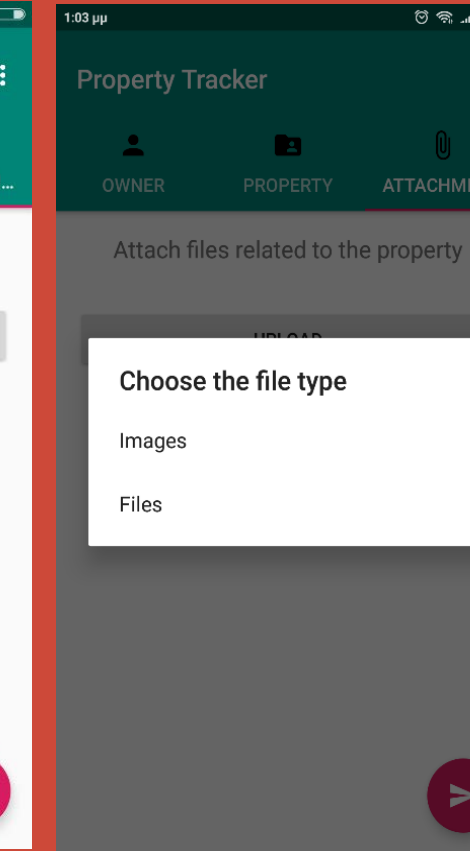 ...
1:03 μμ
Property Tracker
OWNER
PROPERTY
Attach files related to the property
UPLOAD
Choose the file type
Images
Files